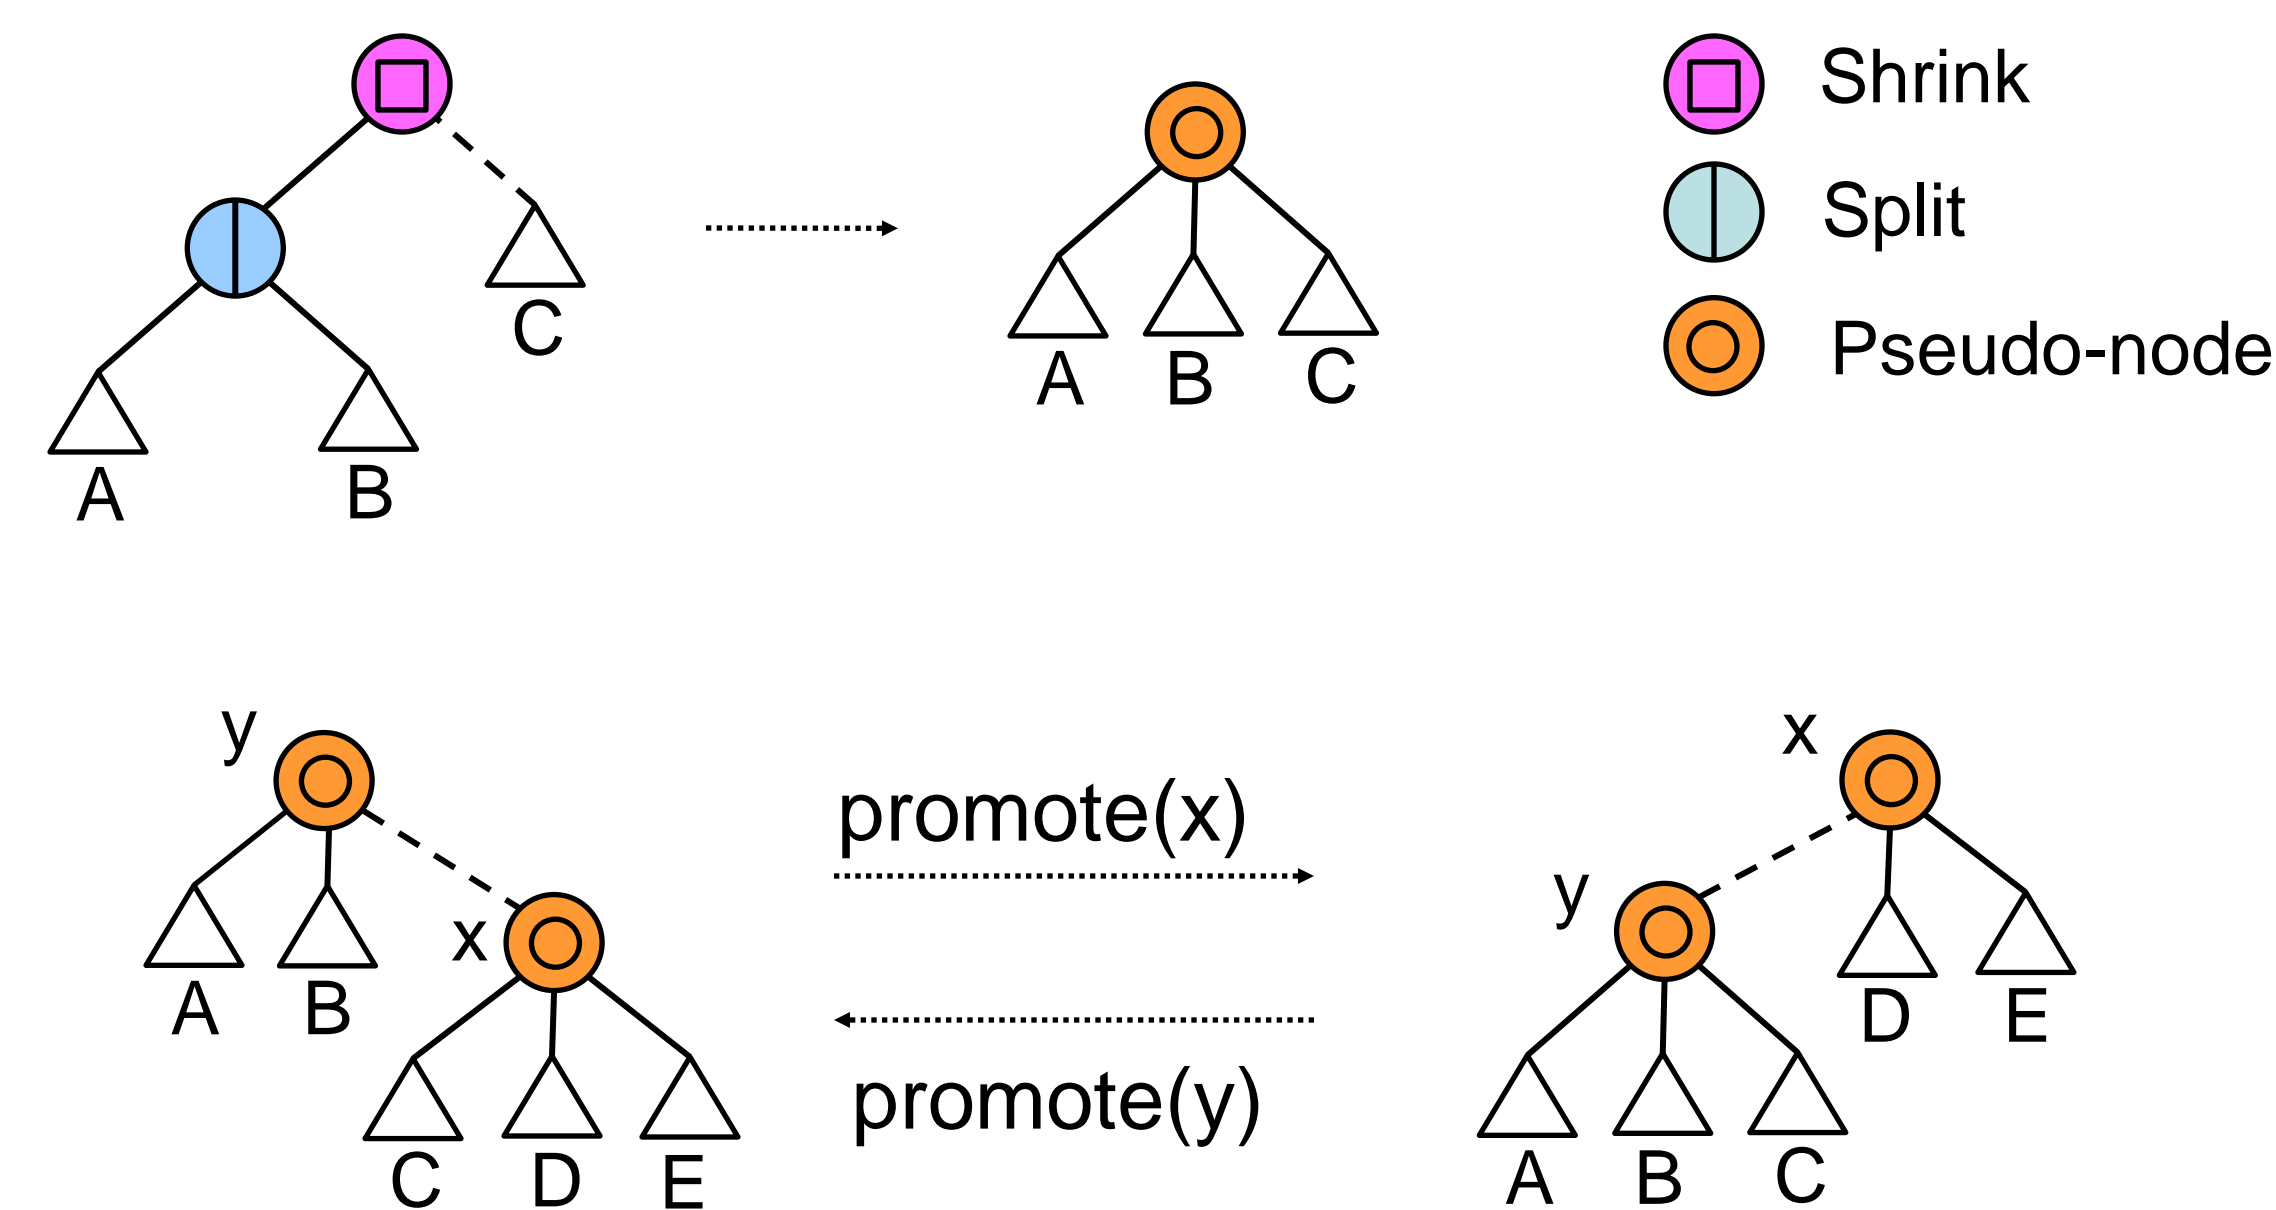 Shrink
Split
Pseudo-node
C
A B C
A B
y
x
promote(x)
y
x
A B
D E
promote(y)
C D E
A B C